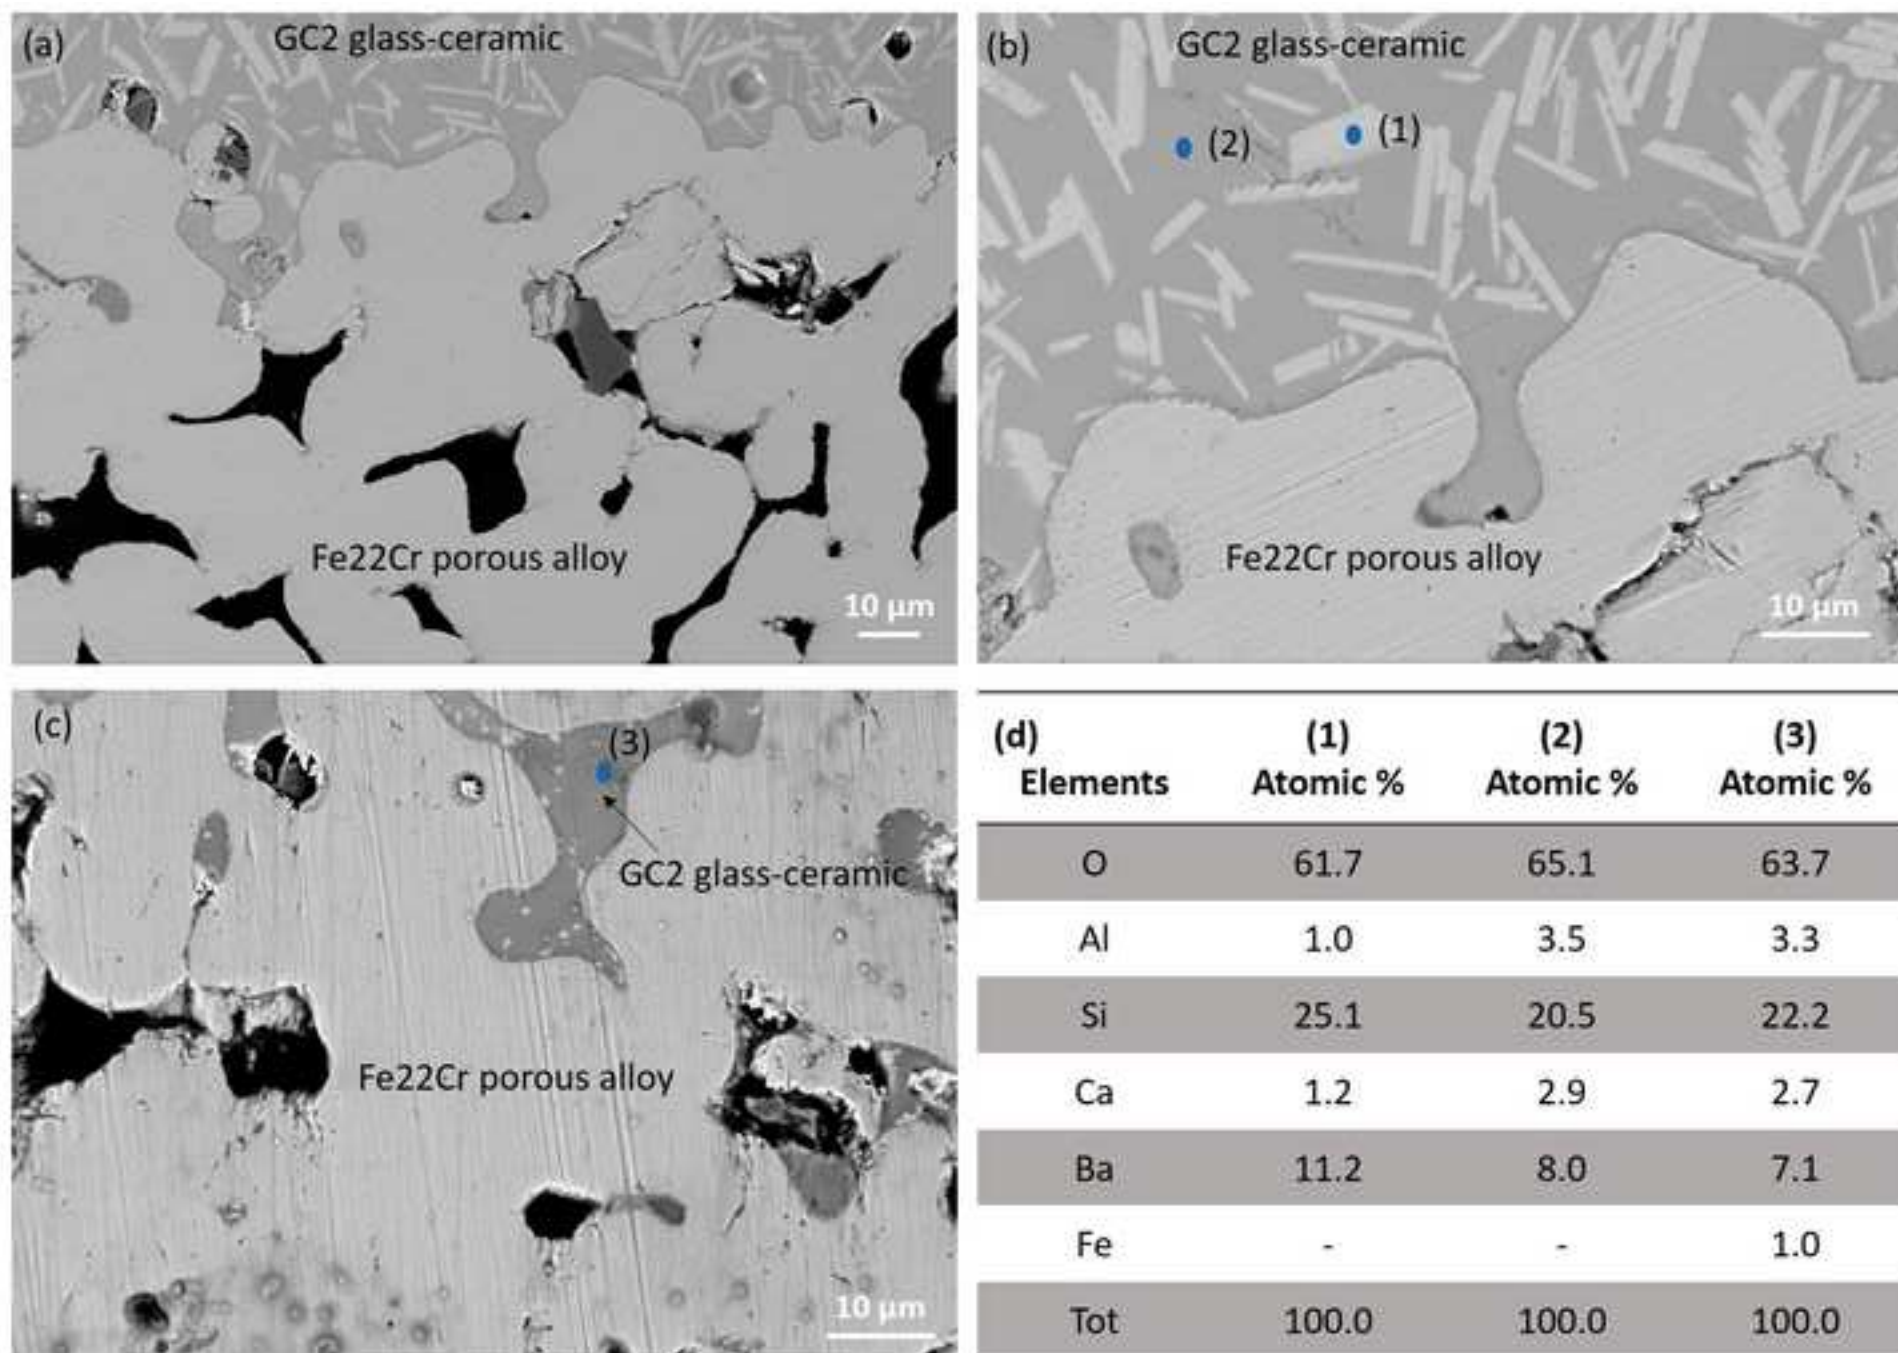 (a)
GC2 glass-ceramic
Fe22Cr porous alloy
10 µm
(b)
GC2 glass-ceramic
(2)
(1)
Fe22Cr porous alloy
10 µm
(c)
(3)
GC2 glass-ceramic
Fe22Cr porous alloy
10 µm
(d) (1) (2) (3)
Elements Atomic % Atomic % Atomic %
O 61.7 65.1 63.7
Al 1.0 3.5 3.3
Si 25.1 20.5 22.2
Ca 1.2 2.9 2.7
Ba 11.2 8.0 7.1
Fe - - 1.0
Tot 100.0 100.0 100.0